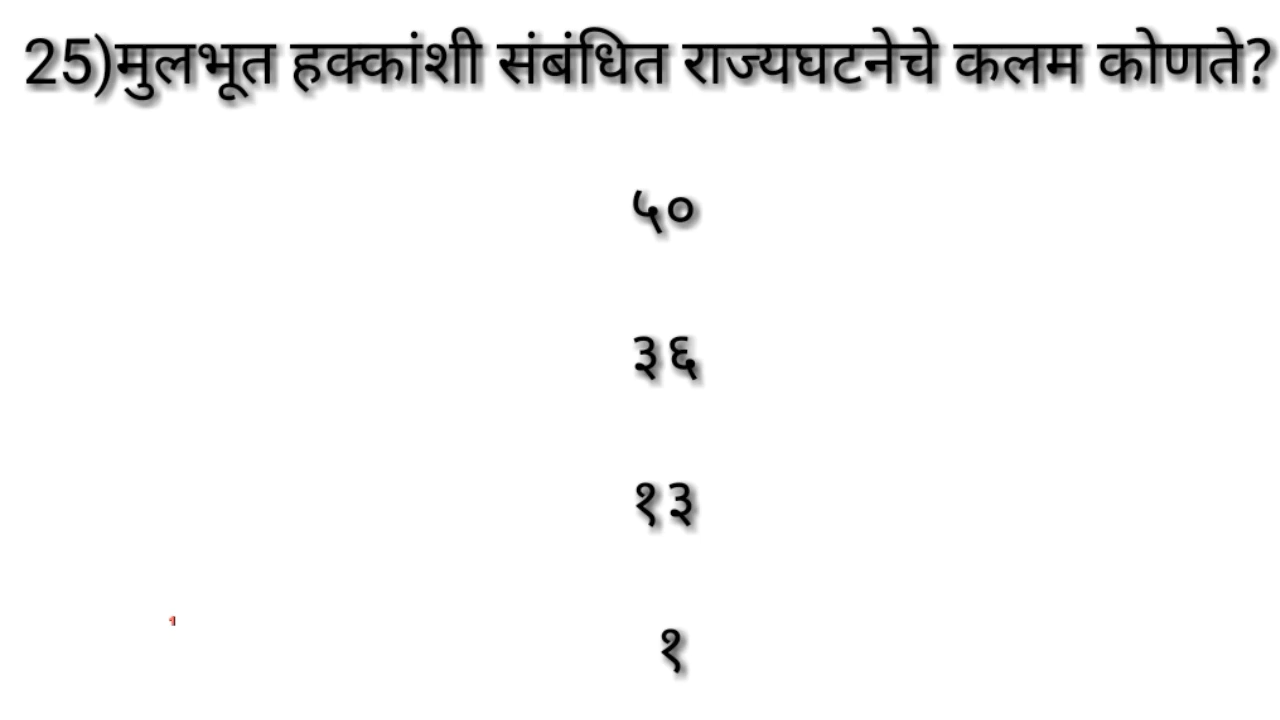 25)मुलभूत हक्कांशी संबंधित राज्यघटनेचे कलम कोणते?
५०
३६
१३
१